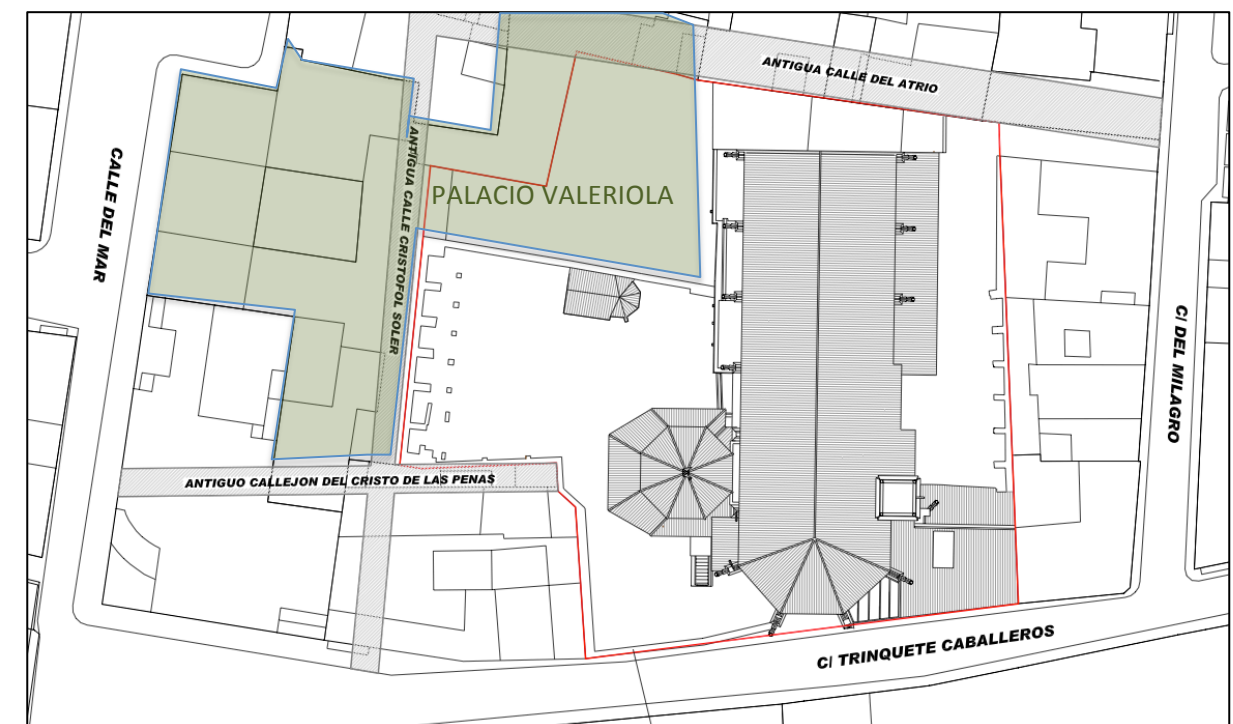 ANTIGUA CALLE DEL ATRIO
CALLE DEL MAR
ANTIGUA CALLE CRISTOFOL SOLER
PALACIO VALERIOLA
C/ DEL MILAGRO
ANTIGUO CALLEJON DEL CRISTO DE LAS PENAS
C/ TRINQUETE CABALLEROS